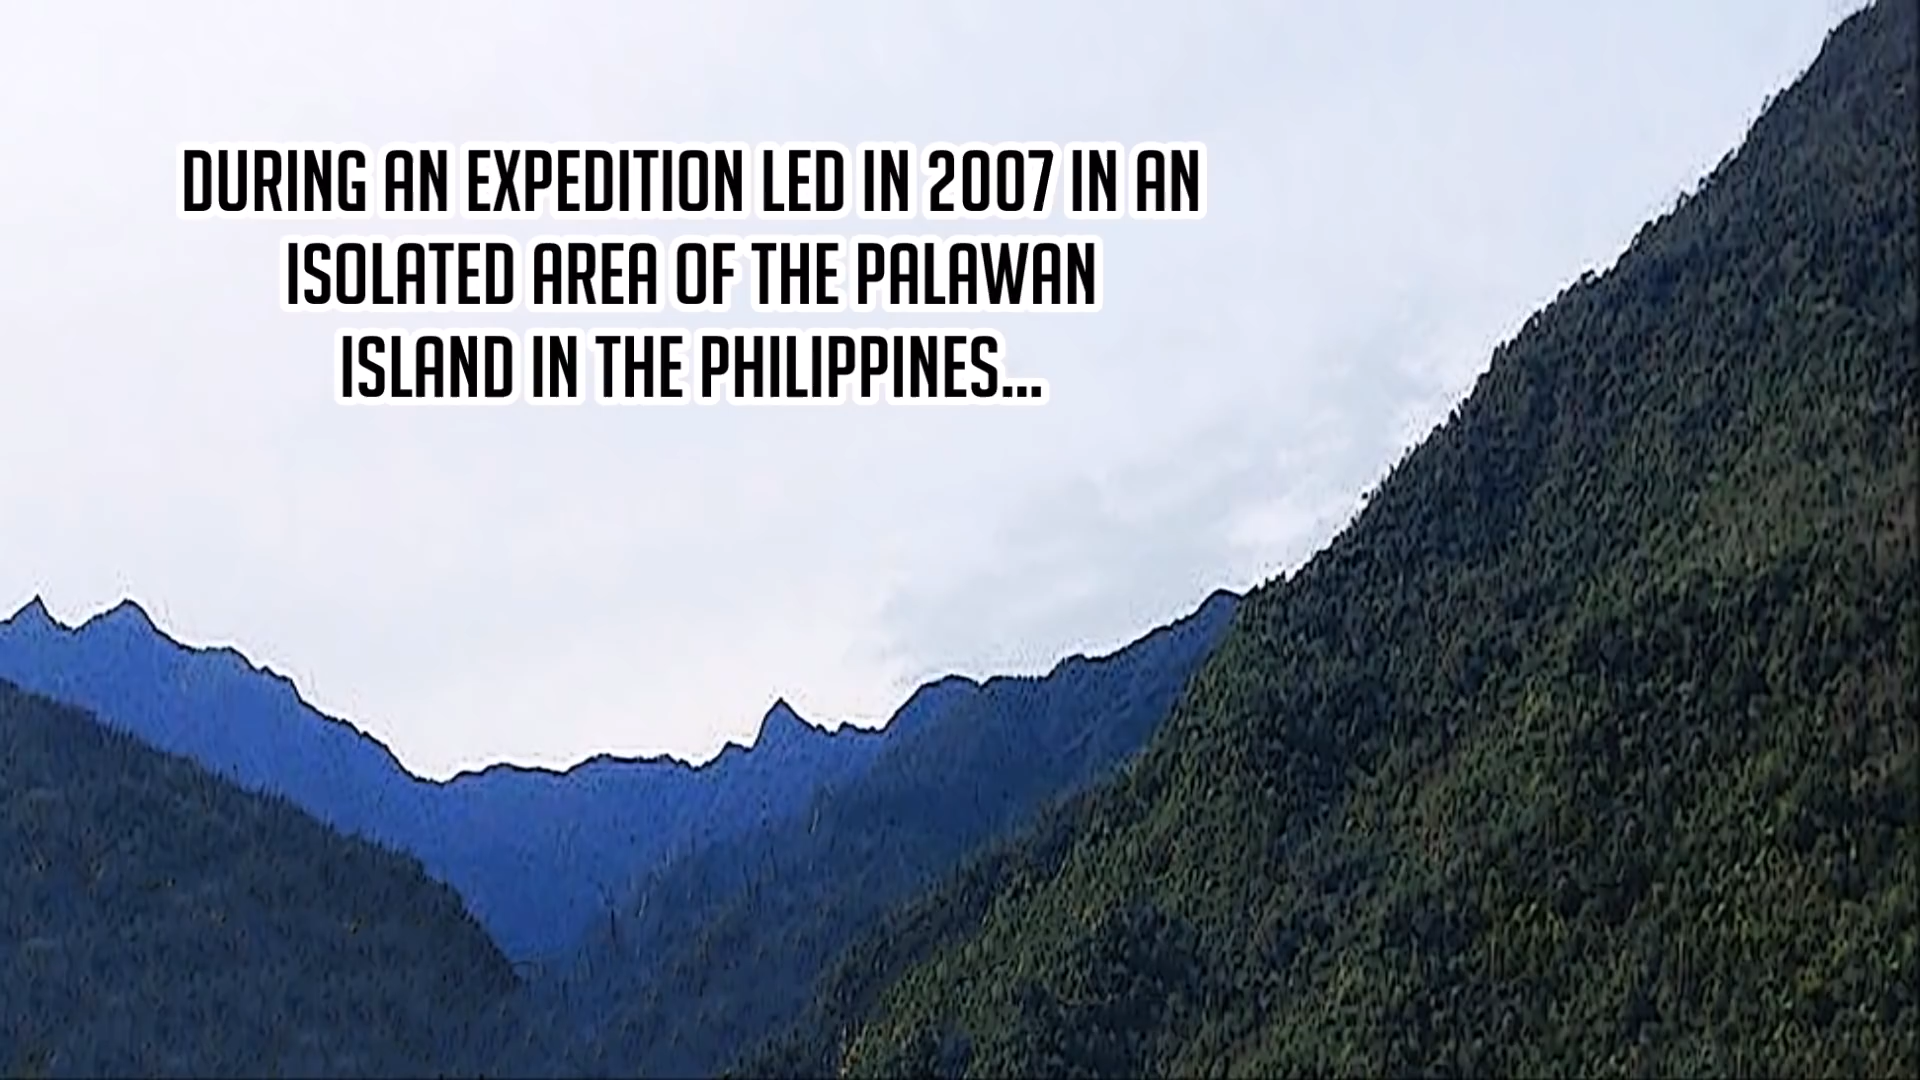 DURING AN EXPEDITION LED IN 2007 IN AN
ISOLATED AREA OF THE PALAWAN
ISLAND IN THE PHILIPPINES...